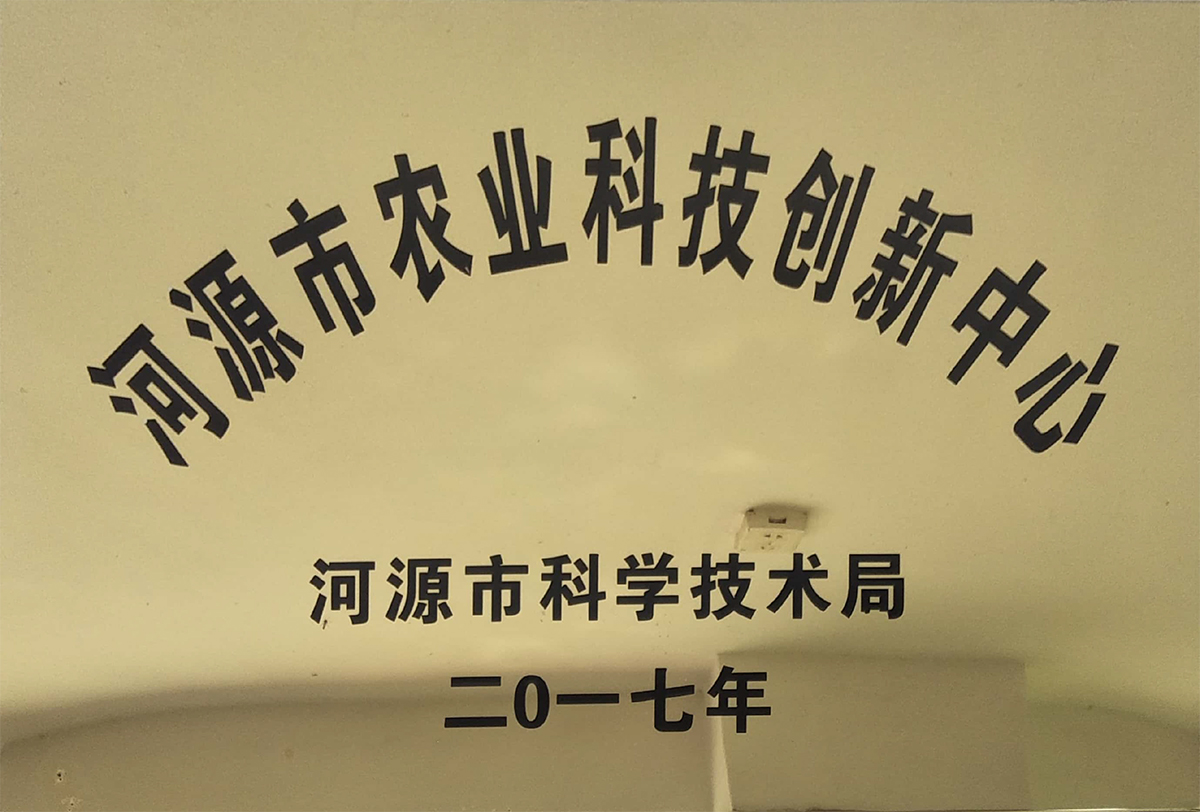 河源市农业科技创新中心
河源市科学技术局
二0一七年